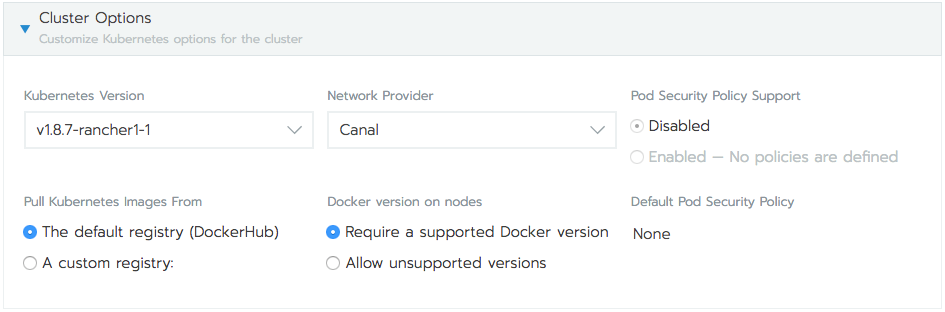 Cluster Options
Customize Kubernetes options for the cluster
Kubernetes Version
v1.8.7-rancher1-1
Network Provider
Canal
Pod Security Policy Support
Disabled
Enabled — No policies are defined
Pull Kubernetes Images From
The default registry (DockerHub)
A custom registry:
Docker version on nodes
Require a supported Docker version
Allow unsupported versions
Default Pod Security Policy
None